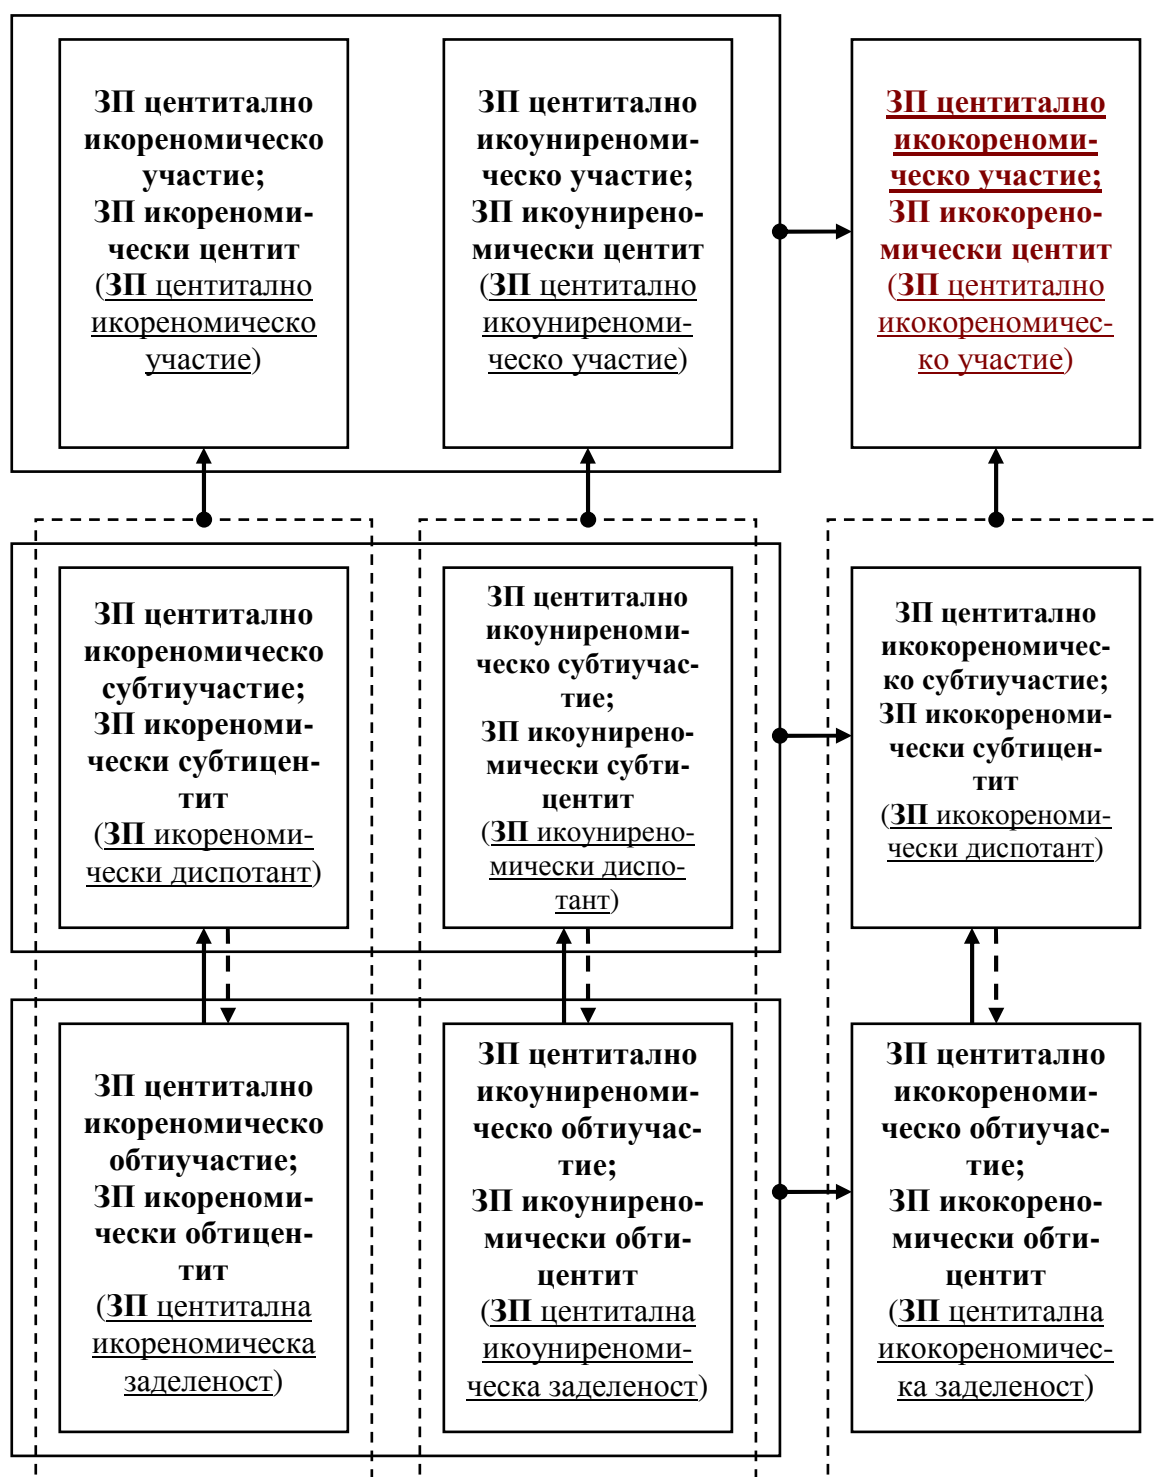 ЗП центитално
икореномическо
участие;
ЗП икореноми-
чески центит
(ЗП центитално
икореномическо
участие)
ЗП центитално
икоуниреноми-
ческо участие;
ЗП икоунирено-
мически центит
(ЗП центитално
икоуниреноми-
ческо участие)
ЗП центитално
икокореноми-
ческо участие;
ЗП икокорено-
мически центит
(ЗП центитално
икокореномичес-
ко участие)
ЗП центитално
икореномическо
субтиучастие;
ЗП икореноми-
чески субтицен-
тит
(ЗП икореноми-
чески диспотант)
ЗП центитално
икоуниреноми-
ческо субтиучас-
тие;
ЗП икоунирено-
мически субти-
центит
(ЗП икоунирено-
мически диспо-
тант)
ЗП центитално
икокореномичес-
ко субтиучастие;
ЗП икокореноми-
чески субтицен-
тит
(ЗП икокореноми-
чески диспотант)
ЗП центитално
икореномическо
обтиучастие;
ЗП икореноми-
чески обтицен-
тит
(ЗП центитална
икореномическа
заделеност)
ЗП центитално
икоуниреноми-
ческо обтиучас-
тие;
ЗП икоунирено-
мически обти-
центит
(ЗП центитална
икоуниреноми-
ческа заделеност)
ЗП центитално
икокореноми-
ческо обтиучас-
тие;
ЗП икокорено-
мически обти-
центит
(ЗП центитална
икокореномичес-
ка заделеност)